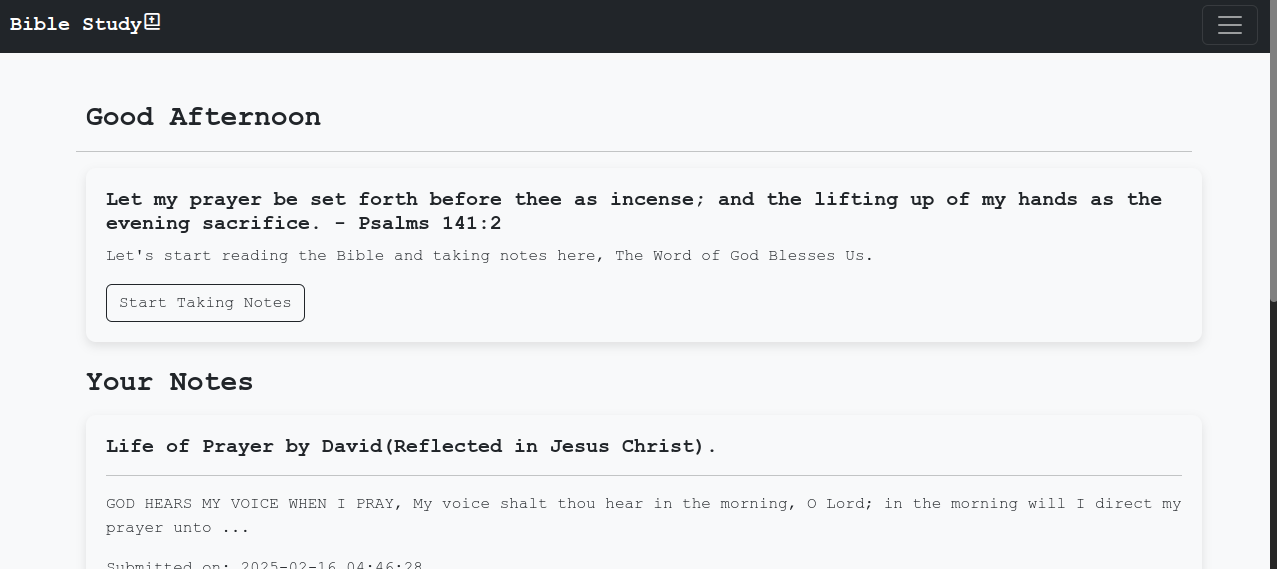 Bible Study
Good Afternoon
Let my prayer be set forth before thee as incense; and the lifting up of my hands as the
evening sacrifice. - Psalms 141:2
Let's start reading the Bible and taking notes here, The Word of God Blesses Us.
Start Taking Notes
Your Notes
Life of Prayer by David(Reflected in Jesus Christ).
GOD HEARS MY VOICE WHEN I PRAY, My voice shalt thou hear in the morning, O Lord; in the morning will I direct my
prayer unto ...
Submitted on: 2025-02-16 04:46:28